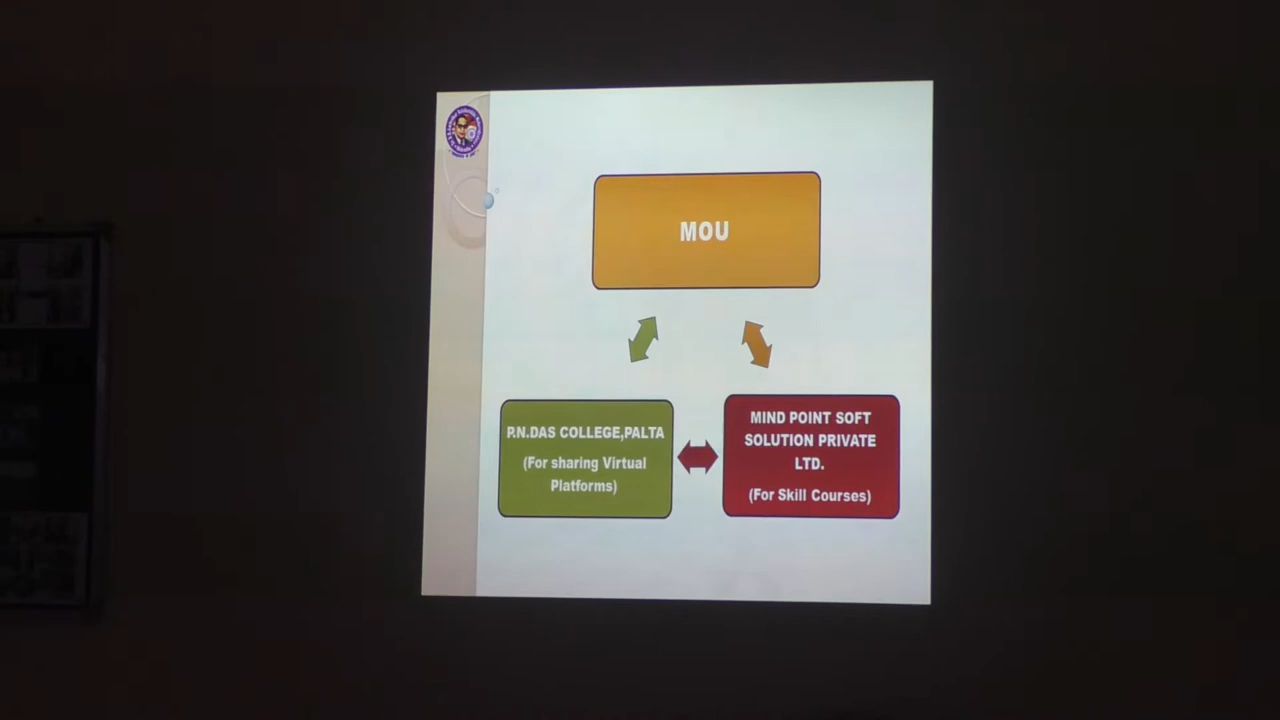 MOU
P.N.DAS COLLEGE,PALTA
(For sharing Virtual
Platforms)
MIND POINT SOFT
SOLUTION PRIVATE
LTD.
(For Skill Courses)